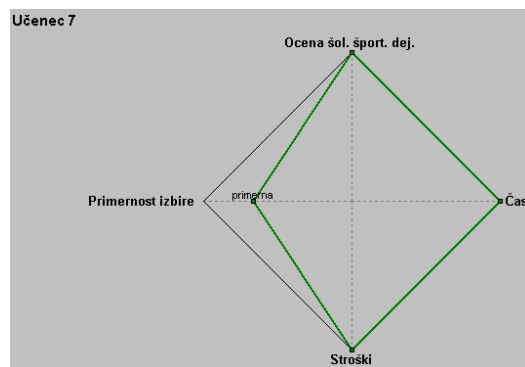 Učenec 7
Ocena šol. šport. dej.
primerna
Primernost izbire
Čas
Stroški